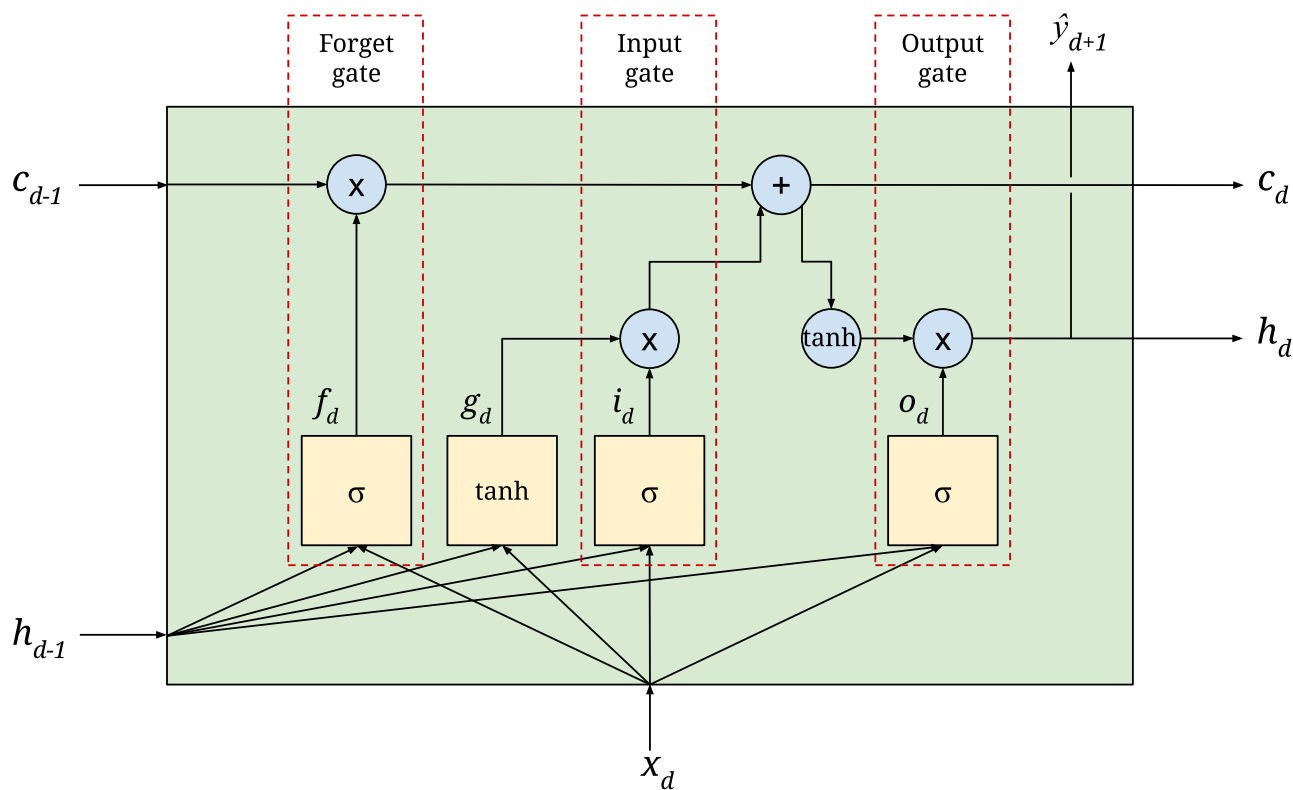 Forget
gate
Input
gate
Output
gate
ŷd+1
cd-1
x
+
cd
x
tanh
x
hd
fd
gd
id
od
σ
tanh
σ
σ
hd-1
xd